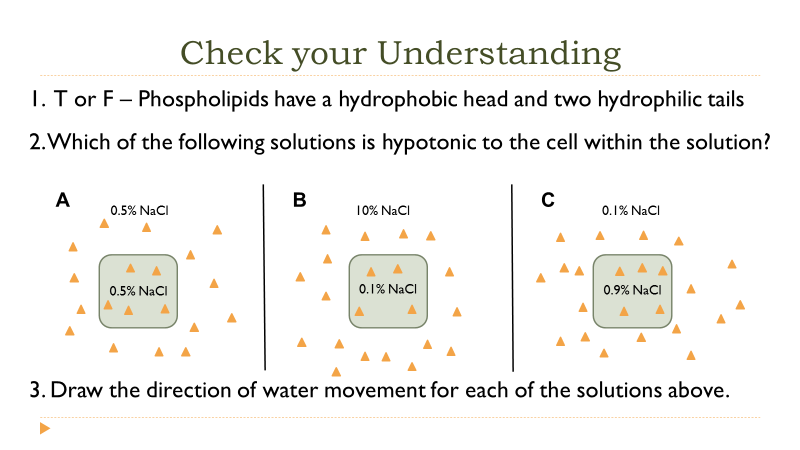 Check your Understanding
1. T or F – Phospholipids have a hydrophobic head and two hydrophilic tails
2.Which of the following solutions is hypotonic to the cell within the solution?
A
0.5% NaCl
0.5% NaCl
B
10% NaCl
0.1% NaCl
C
0.1% NaCl
0.9% NaCl
3. Draw the direction of water movement for each of the solutions above.